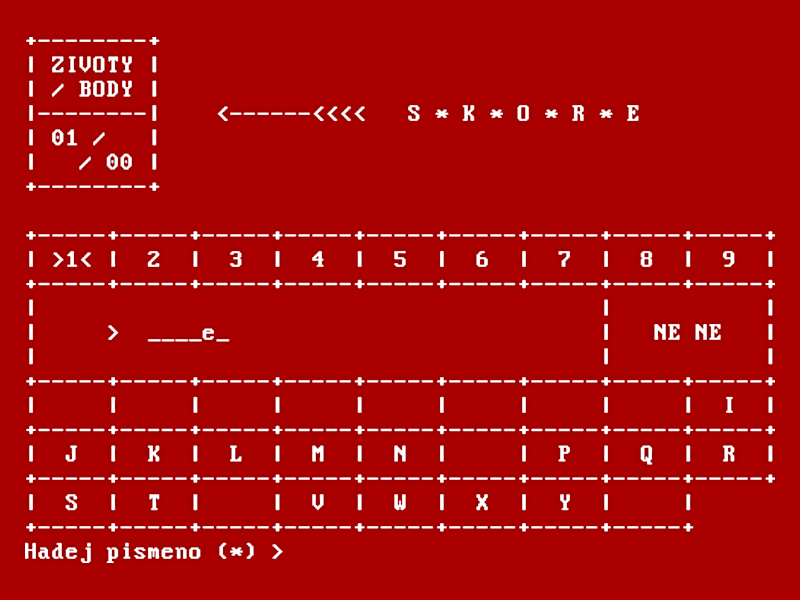 +--------+
| ZIVOTY |
| / BODY |
|--------|     <------<<<<   S * K * O * R * E
| 01 /   |
|   / 00 |
+--------+
+-----+-----+-----+-----+-----+-----+-----+-----+-----+
| >1< |  2  |  3  |  4  |  5  |  6  |  7  |  8  |  9  |
+-----+-----+-----+-----+-----+-----+-----+-----+-----+
|                                         |           |
|     >  ____e_                           |   NE NE   |
|                                         |           |
+-----+-----+-----+-----+-----+-----+-----+-----+-----+
|     |     |     |     |     |     |     |     |  I  |
+-----+-----+-----+-----+-----+-----+-----+-----+-----+
|  J  |  K  |  L  |  M  |  N  |     |  P  |  Q  |  R  |
+-----+-----+-----+-----+-----+-----+-----+-----+-----+
|  S  |  T  |     |  V  |  W  |  X  |  Y  |     |
+-----+-----+-----+-----+-----+-----+-----+-----+
Hadej pismeno (*) >